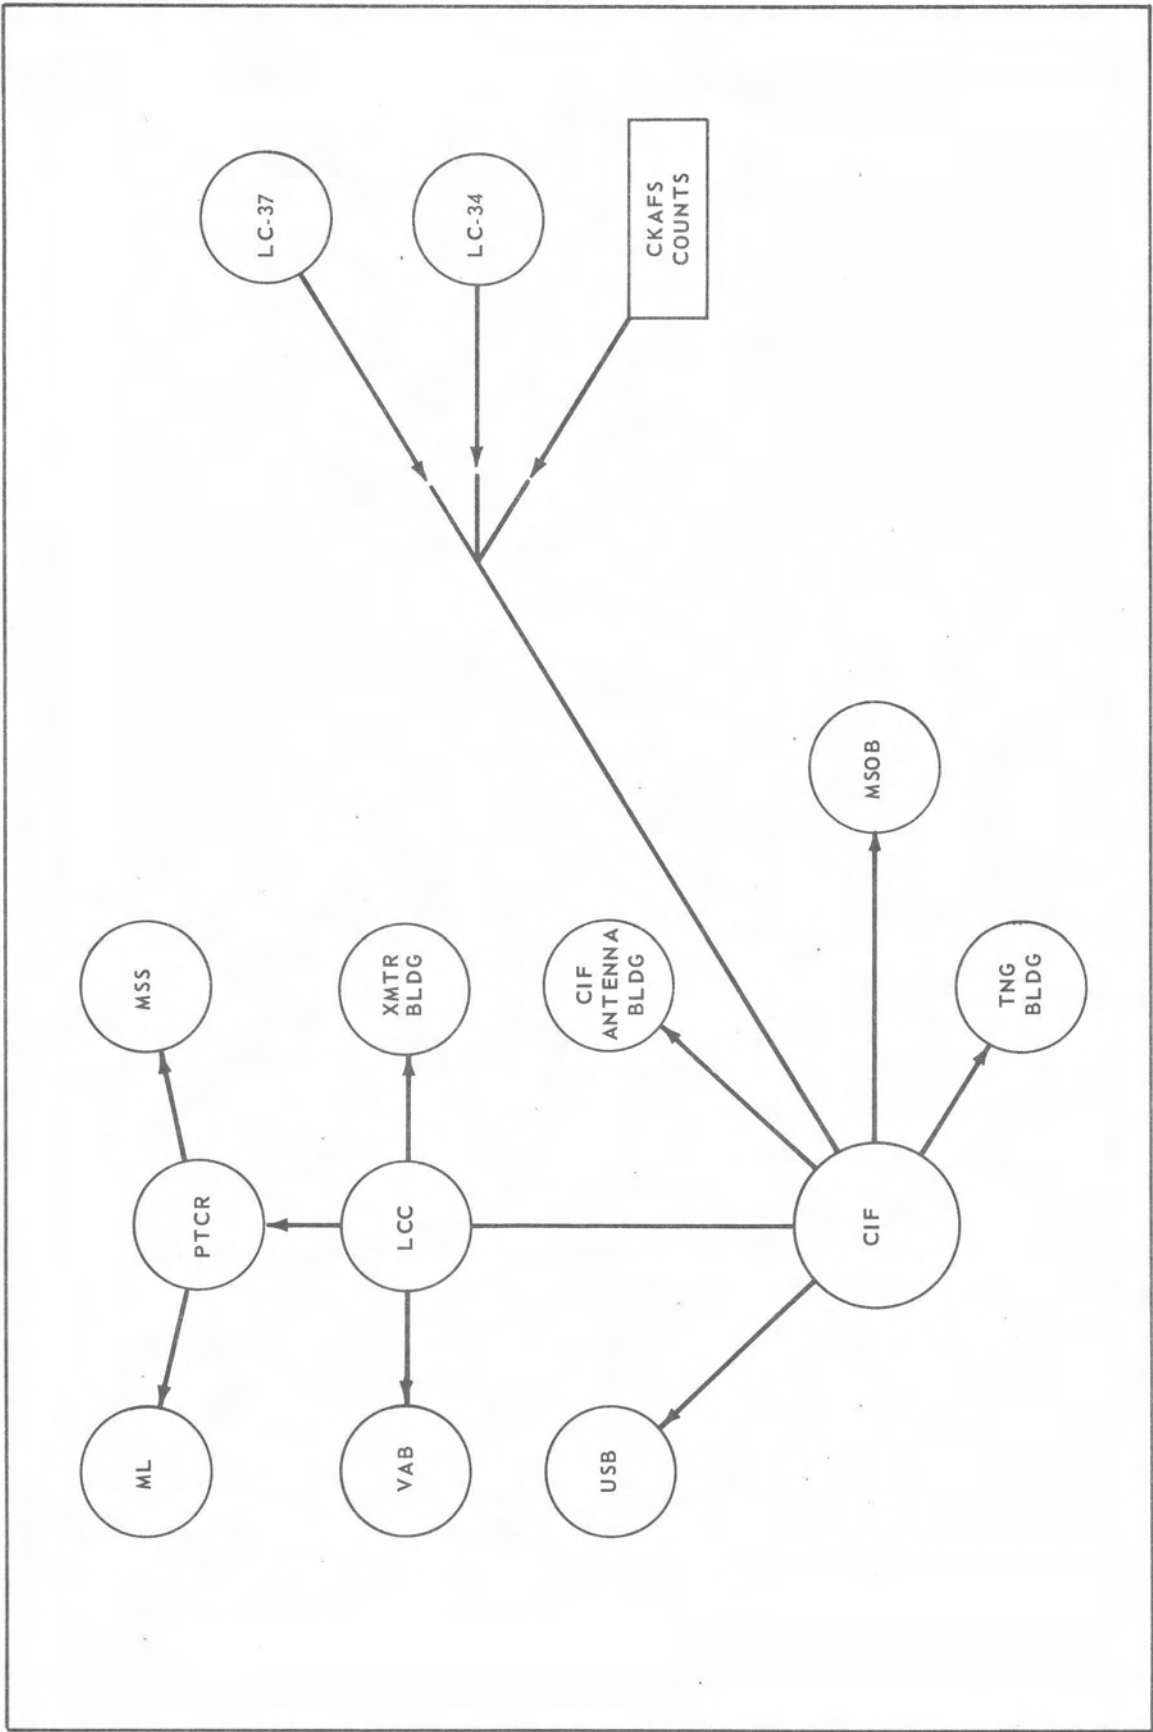 ML
MSS
PTCR
LC-37
VAB
LCC
XMTR
BLDG
LC-34
USB
CIF
ANTENNA
BLDG
CKAFS
COUNTS
CIF
MSOB
TNG
BLDG